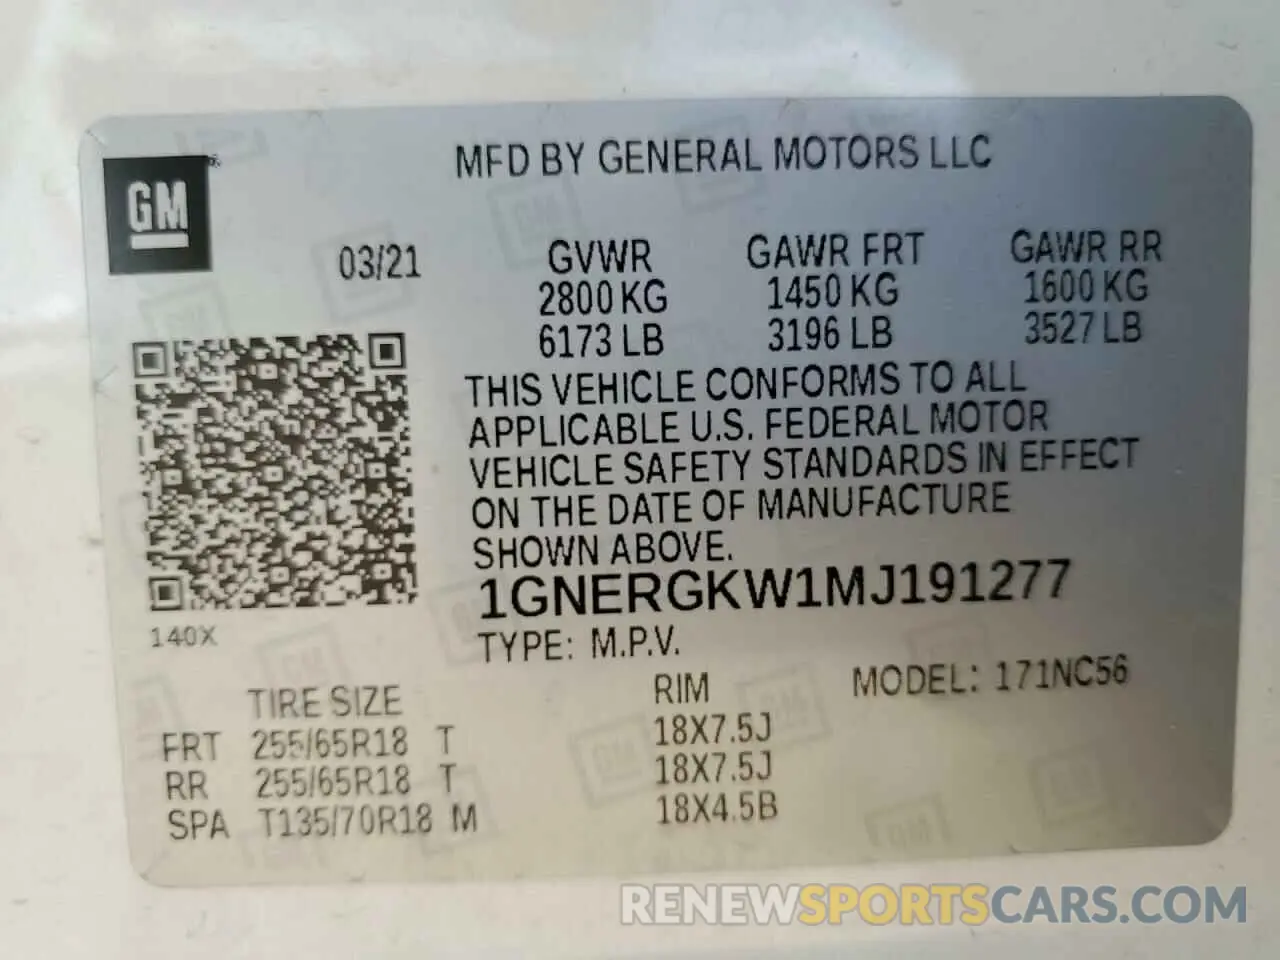 MFD BY GENERAL MOTORS LLC
GM
03/21
GVWR GAWR FRT GAWR RR
2800 KG 1450 KG 1600 KG
6173 LB 3196 LB 3527 LB
THIS VEHICLE CONFORMS TO ALL
APPLICABLE U.S. FEDERAL MOTOR
VEHICLE SAFETY STANDARDS IN EFFECT
ON THE DATE OF MANUFACTURE
SHOWN ABOVE.
1GNERGKW1MJ191277
140X
TYPE: M.P.V.
MODEL: 171NC56
TIRE SIZE RIM
FRT 255/65R18 T 18X7.5J
RR 255/65R18 T 18X7.5J
SPA T135/70R18 M 18X4.5B
RENEWSPORTSCARS.COM